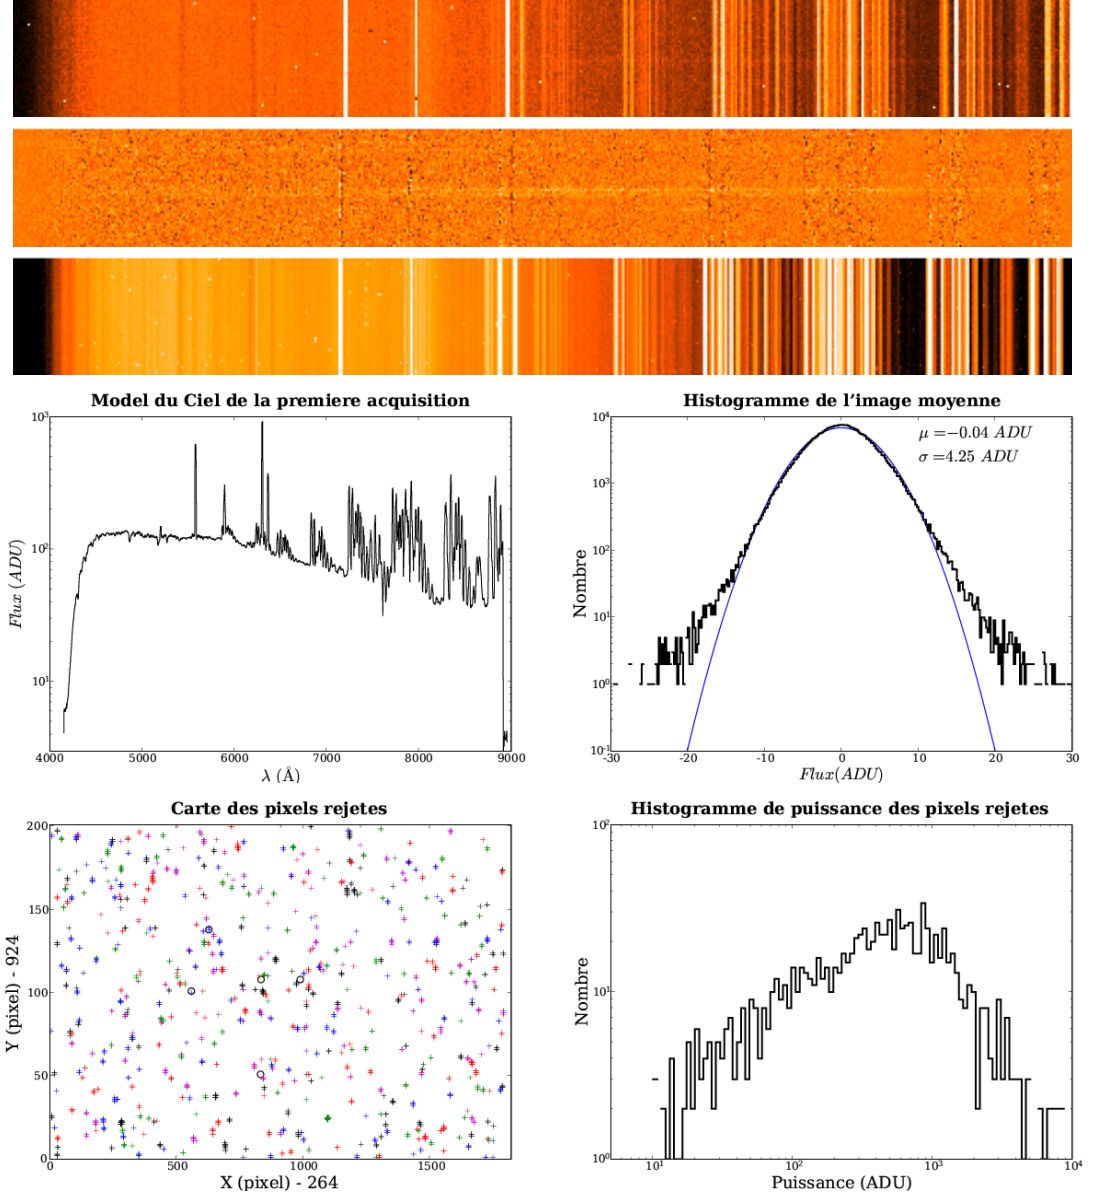 Model du Ciel de la premiere acquisition
10³
10²
10¹
Flux (ADU)
4000 5000 6000 7000 8000 9000
λ (Å)
Histogramme de l’image moyenne
μ =−0.04 ADU
σ =4.25 ADU
10⁴
10³
10²
10¹
10⁰
10⁻¹
Nombre
-30 -20 -10 0 10 20 30
Flux(ADU)
Carte des pixels rejetes
200
150
100
50
0
Y (pixel) - 924
0 500 1000 1500
X (pixel) - 264
Histogramme de puissance des pixels rejetes
10²
10¹
10⁰
Nombre
10¹ 10² 10³ 10⁴
Puissance (ADU)